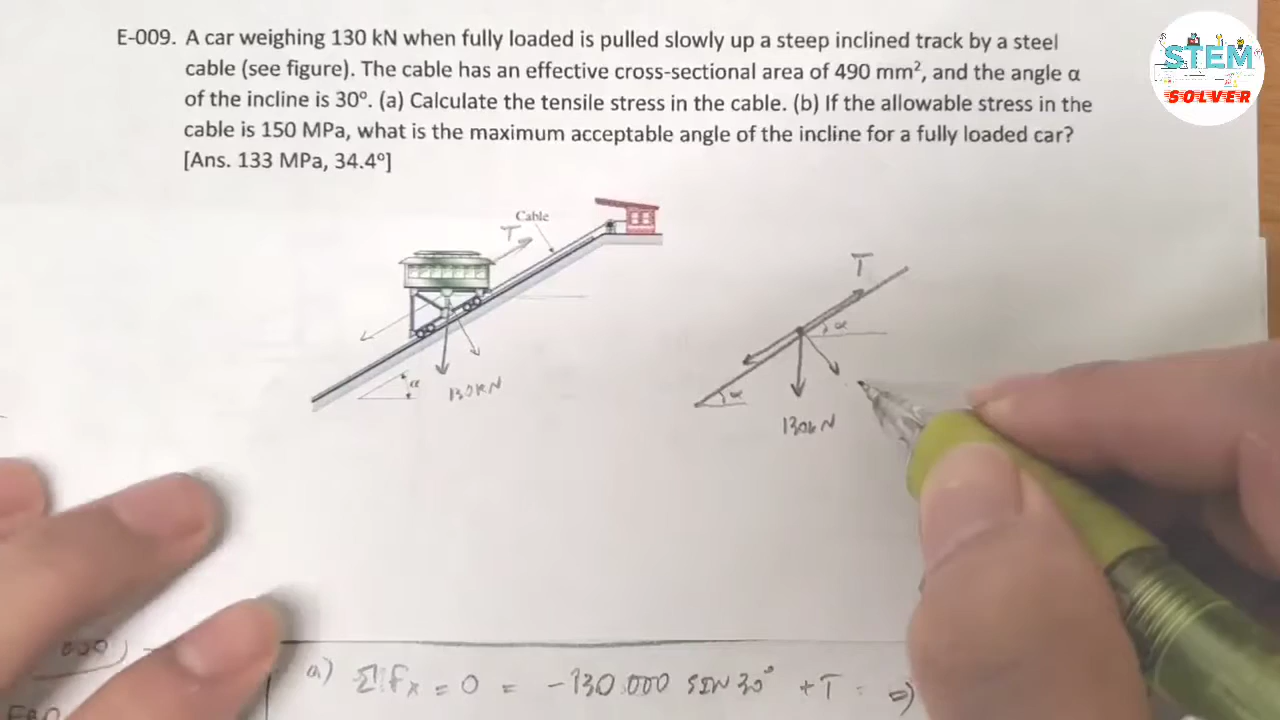 E-009. A car weighing 130 kN when fully loaded is pulled slowly up a steep inclined track by a steel
cable (see figure). The cable has an effective cross-sectional area of 490 mm², and the angle α
of the incline is 30º. (a) Calculate the tensile stress in the cable. (b) If the allowable stress in the
cable is 150 MPa, what is the maximum acceptable angle of the incline for a fully loaded car?
[Ans. 133 MPa, 34.4º]
STEM
SOLVER
Cable
T
α
130KN
T
α
α
130kN
a) ΣFx = 0 = -130.000 SIN 30° + T = ⇒)